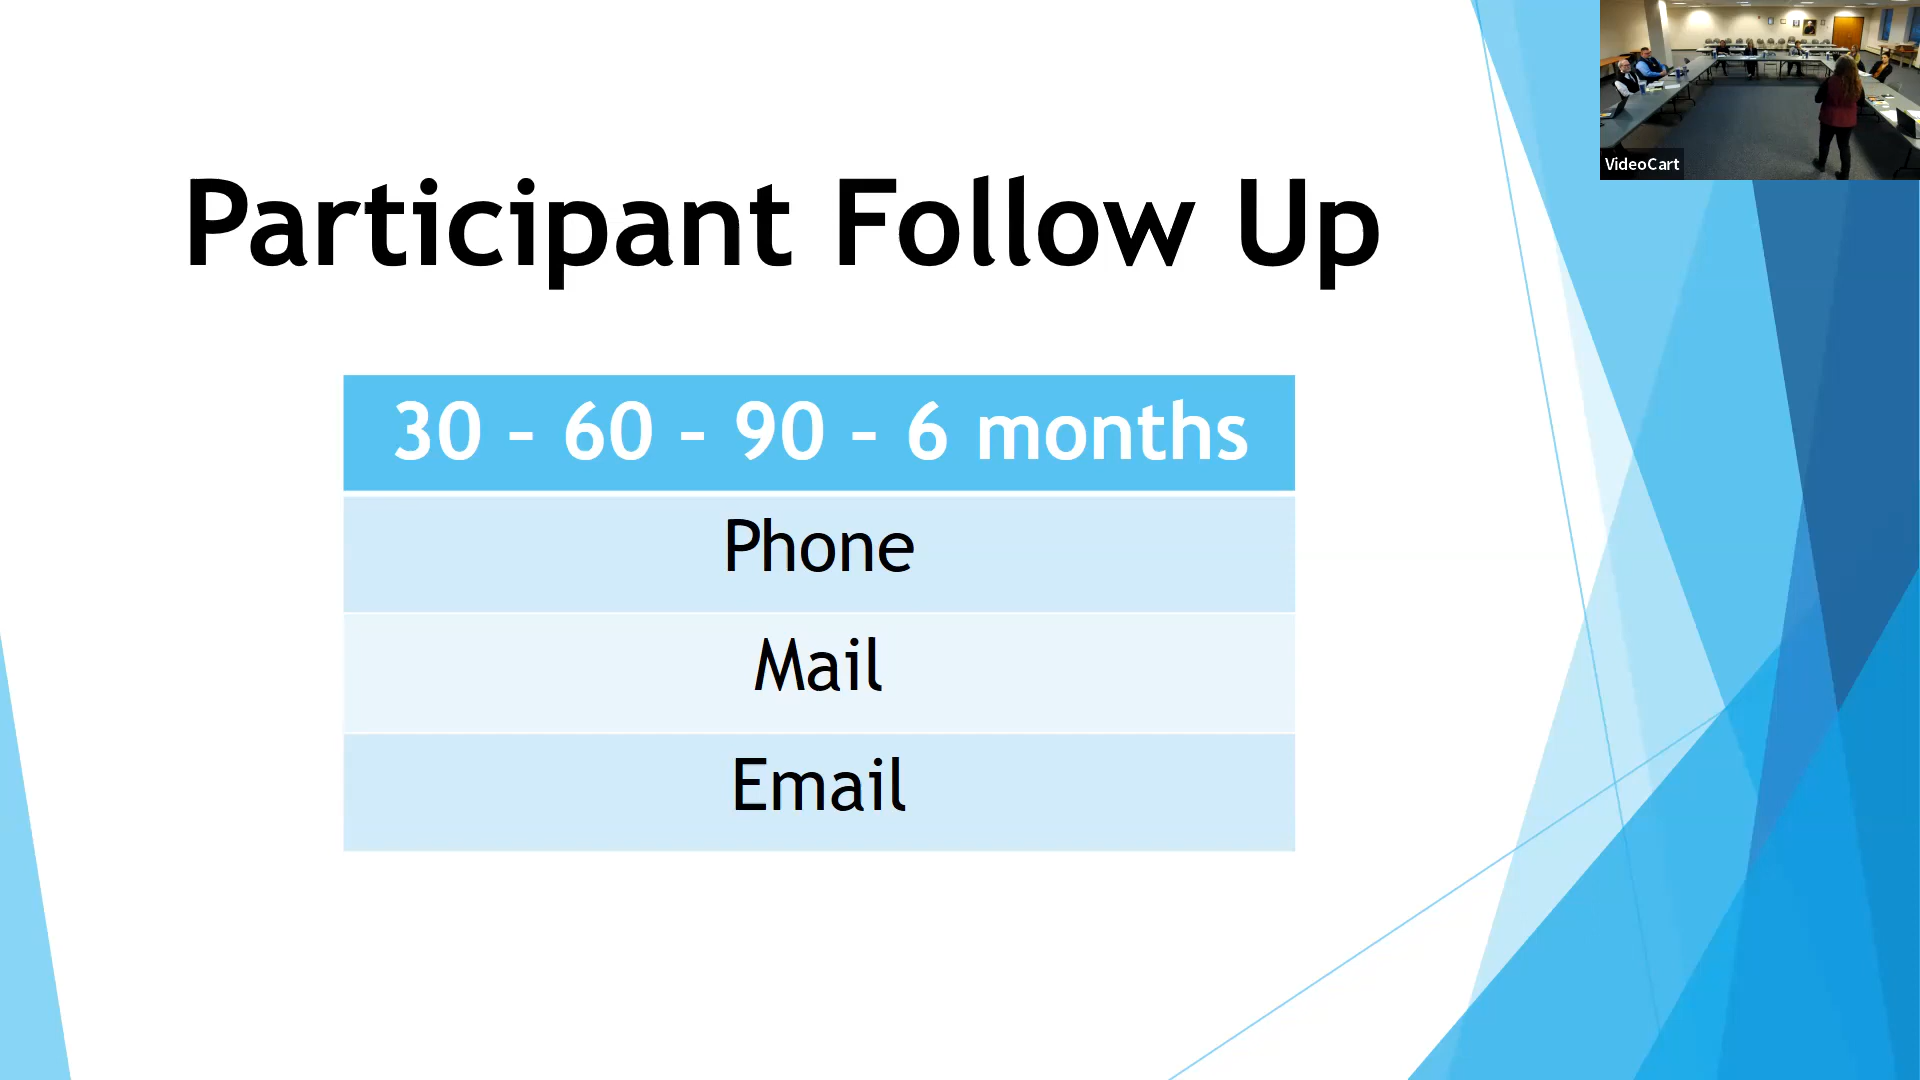 VideoCart
Participant Follow Up
30 – 60 – 90 – 6 months
Phone
Mail
Email